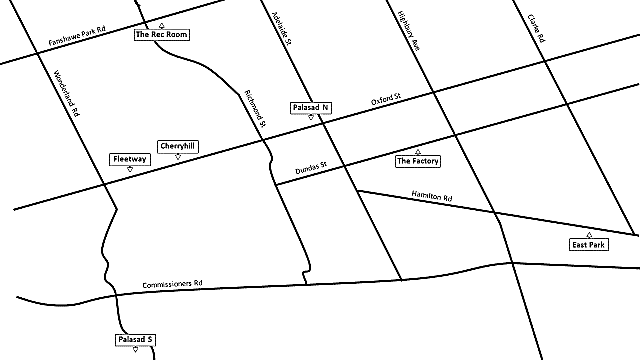 Fanshawe Park Rd
The Rec Room
Adelaide St
Highbury Ave
Clarke Rd
Wonderland Rd
Richmond St
Palasad N
Oxford St
Cherryhill
Fleetway
Dundas St
The Factory
Hamilton Rd
East Park
Commissioners Rd
Palasad S